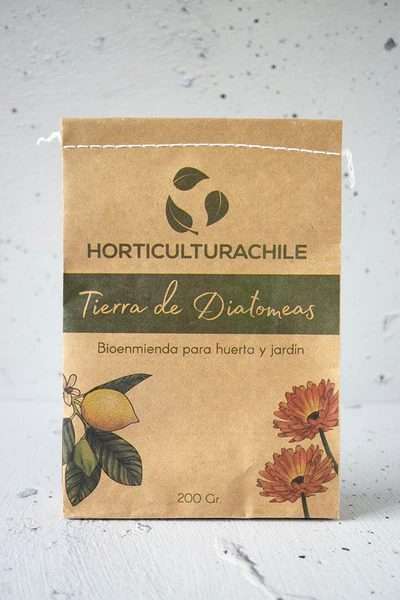 HORTICULTURACHILE
Tierra de Diatomeas
Bioenmienda para huerta y jardín
200 Gr.